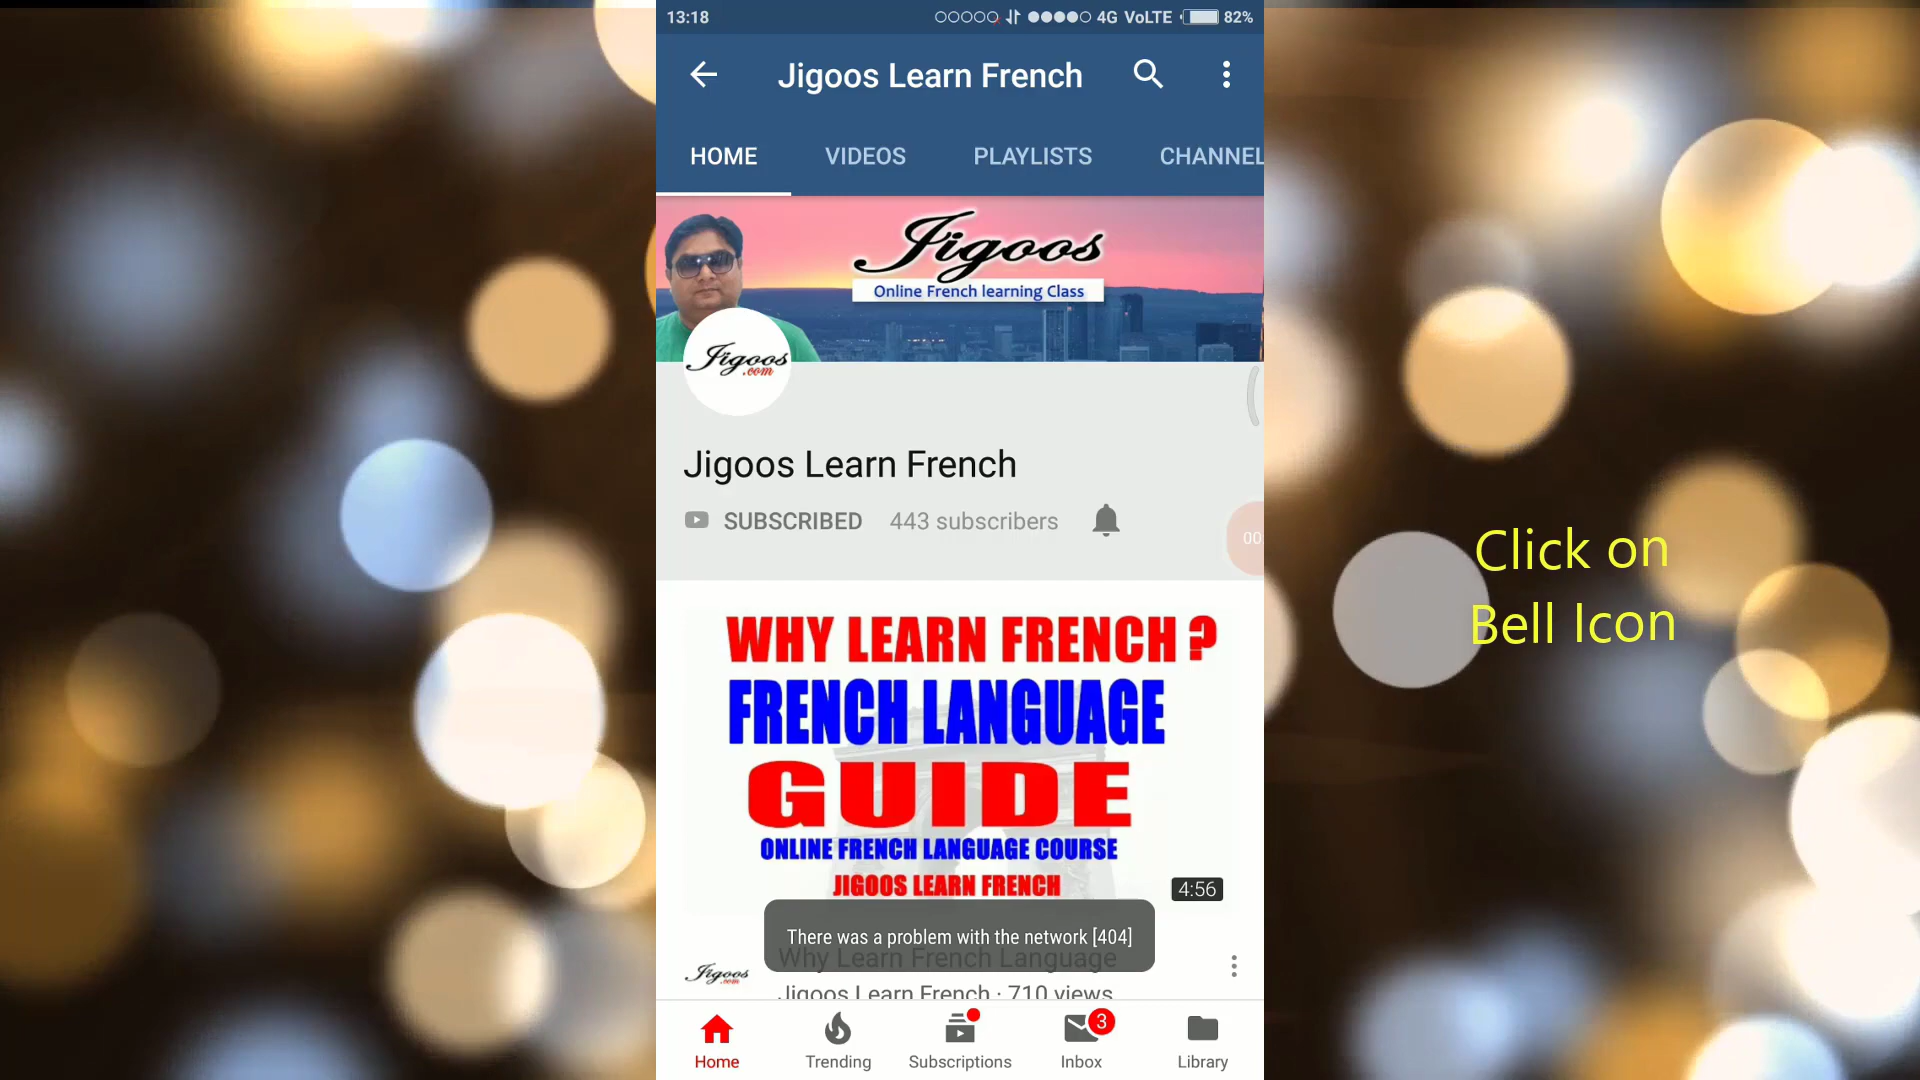 13:18
4G VoLTE 82%
Jigoos Learn French
HOME VIDEOS PLAYLISTS CHANNEL
Jigoos
Online French learning Class
Jigoos
.com
Jigoos Learn French
SUBSCRIBED 443 subscribers
00
Click on
Bell Icon
WHY LEARN FRENCH ?
FRENCH LANGUAGE
GUIDE
ONLINE FRENCH LANGUAGE COURSE
JIGOOS LEARN FRENCH
4:56
There was a problem with the network [404]
Jigoos
.com
Why Learn French Language
Jigoos Learn French · 710 views
3
Home Trending Subscriptions Inbox Library